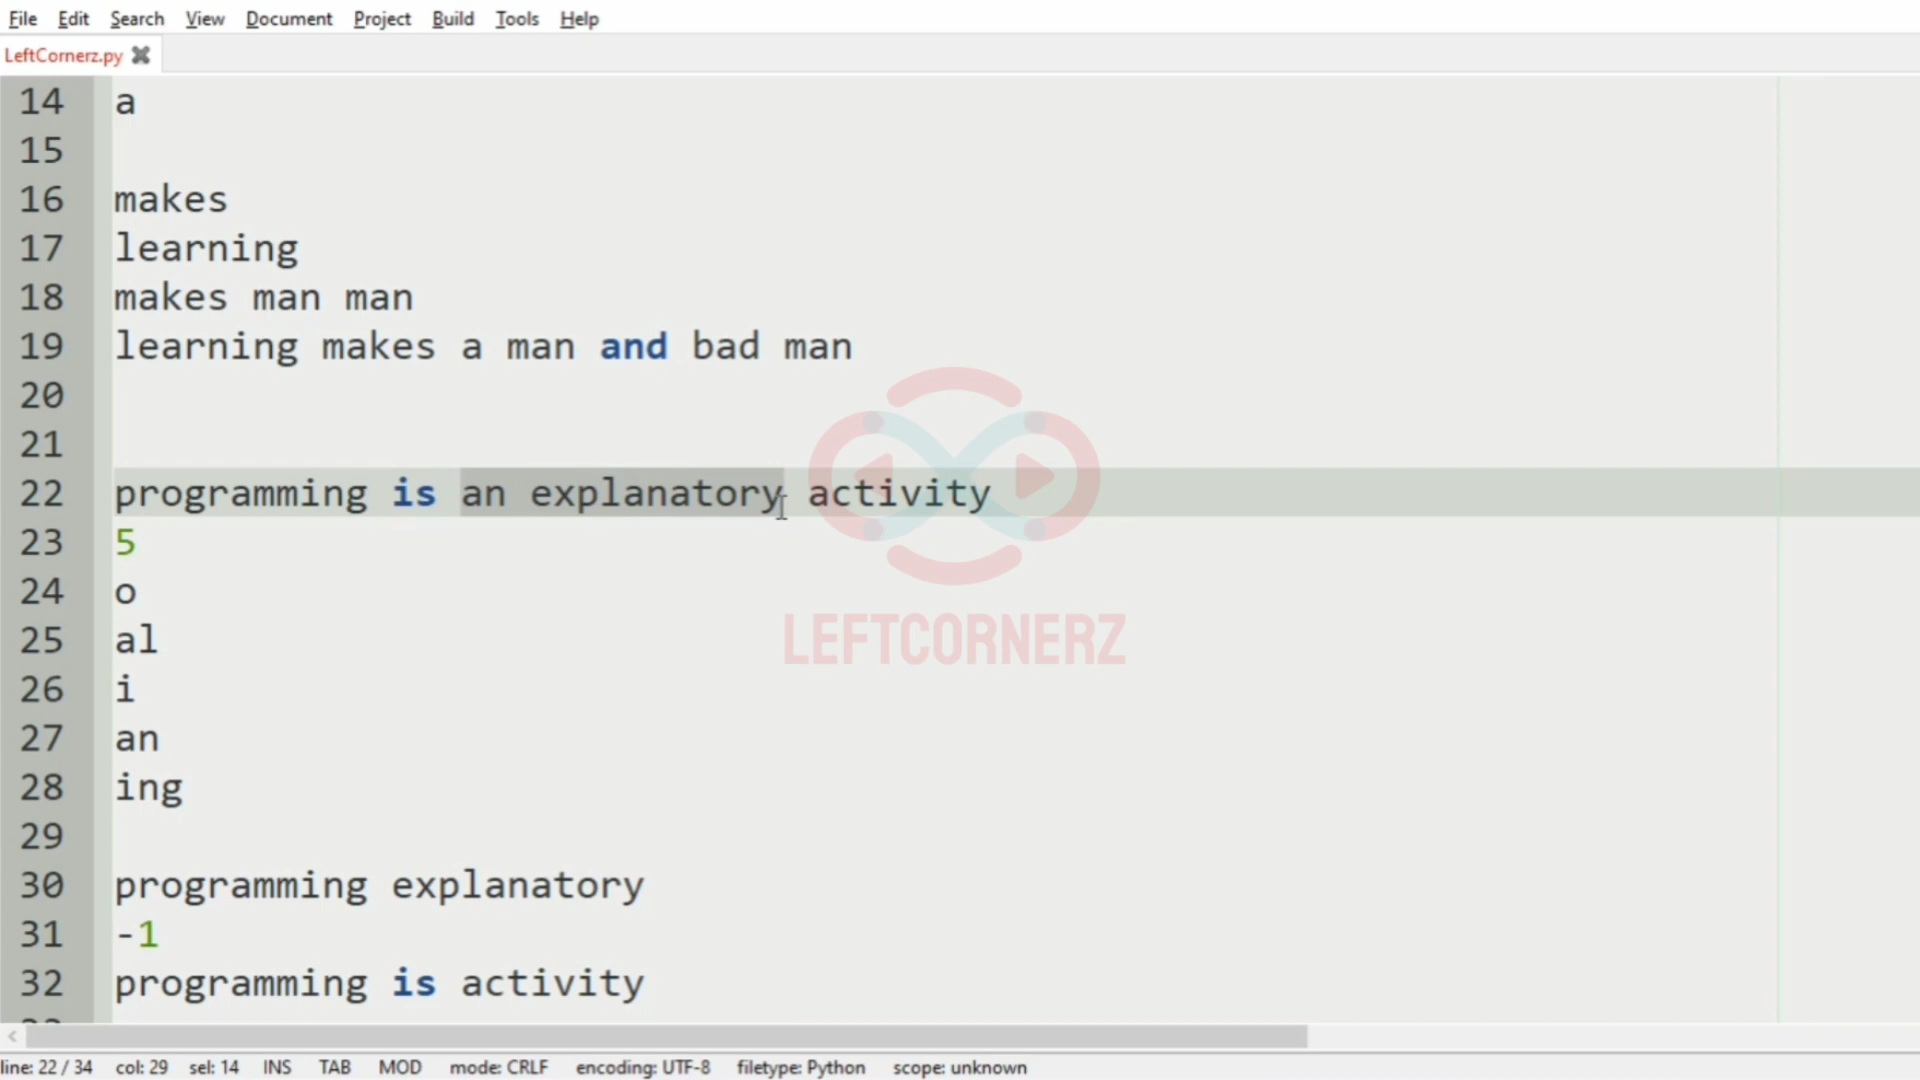 File Edit Search View Document Project Build Tools Help
LeftCornerz.py
14 a
15
16 makes
17 learning
18 makes man man
19 learning makes a man and bad man
20
21
22 programming is an explanatory activity
23 5
24 o
25 al
26 i
27 an
28 ing
29
30 programming explanatory
31 -1
32 programming is activity
LEFTCORNERZ
line: 22 / 34 col: 29 sel: 14 INS TAB MOD mode: CRLF encoding: UTF-8 filetype: Python scope: unknown